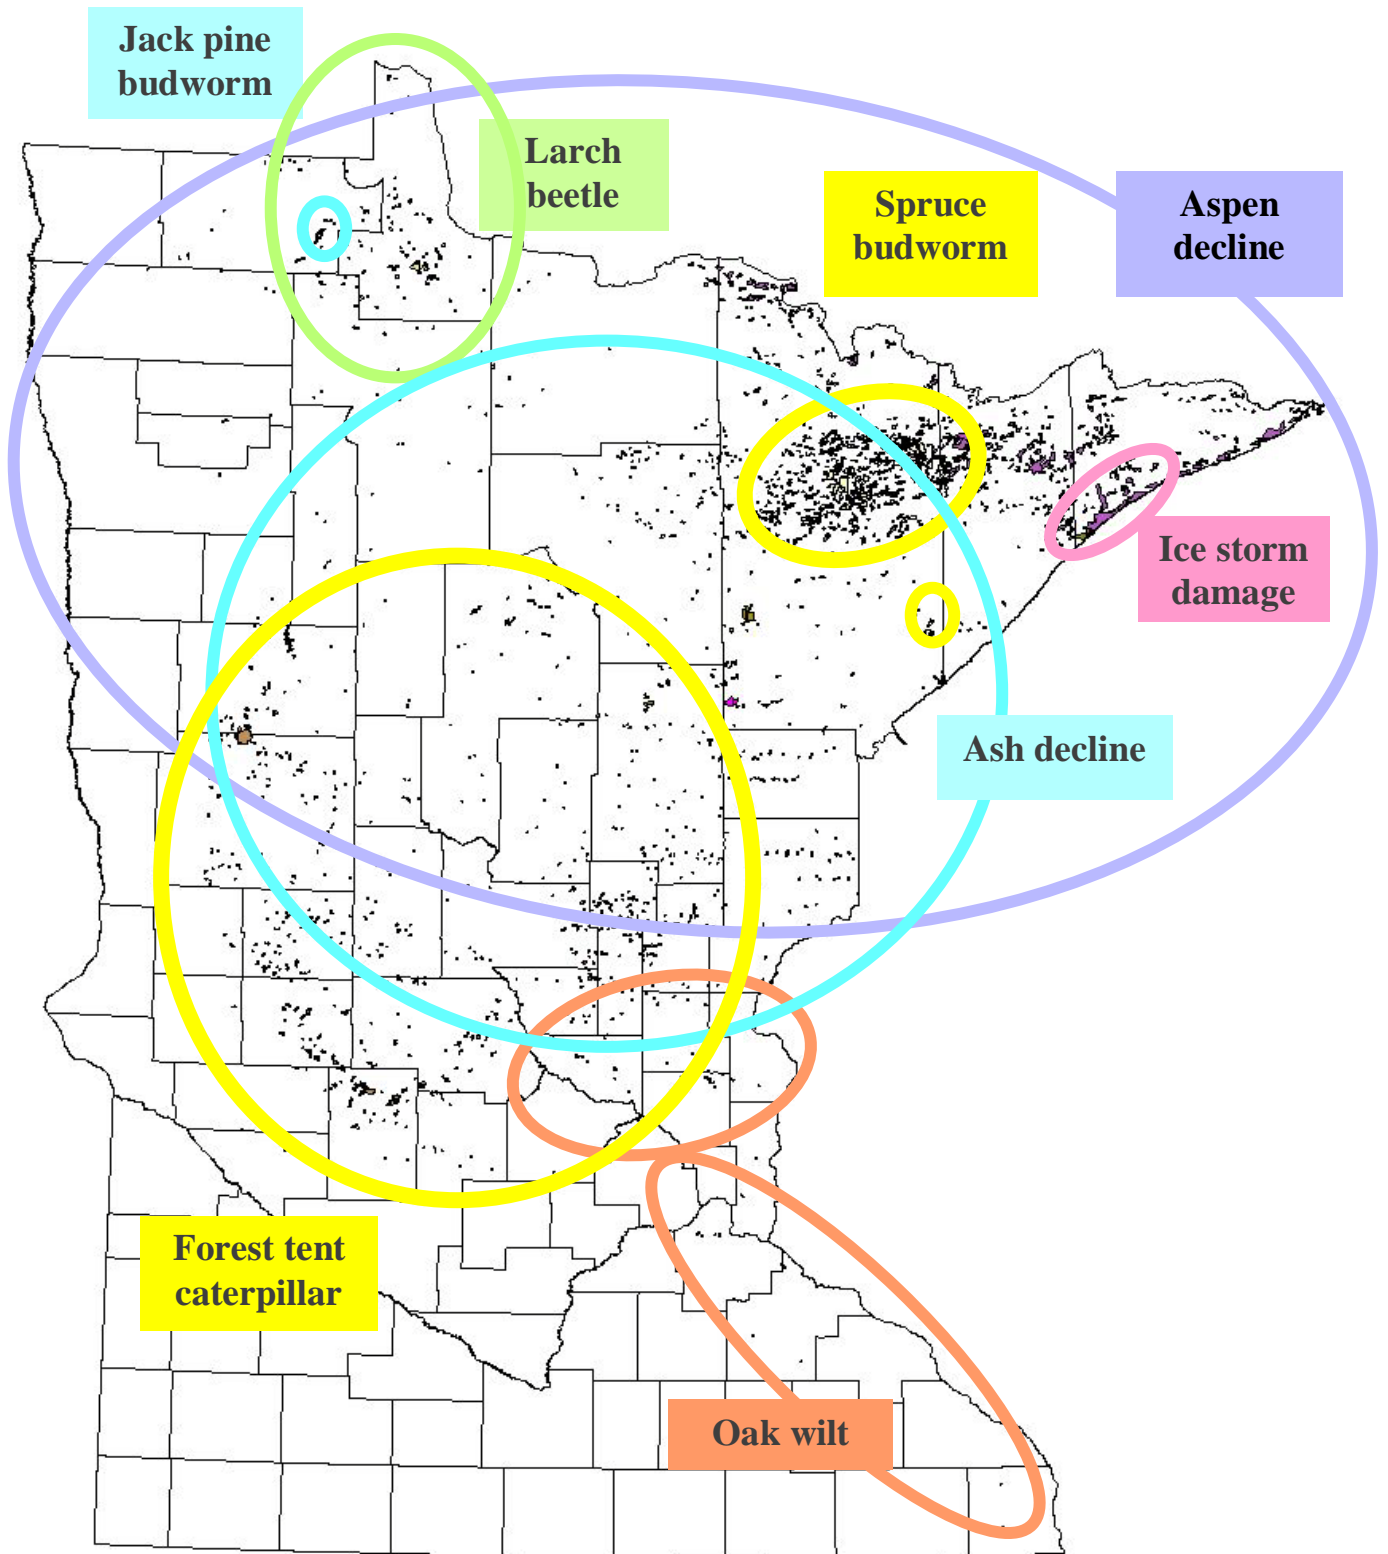 Jack pine
budworm
Larch
beetle
Spruce
budworm
Aspen
decline
Ice storm
damage
Ash decline
Forest tent
caterpillar
Oak wilt